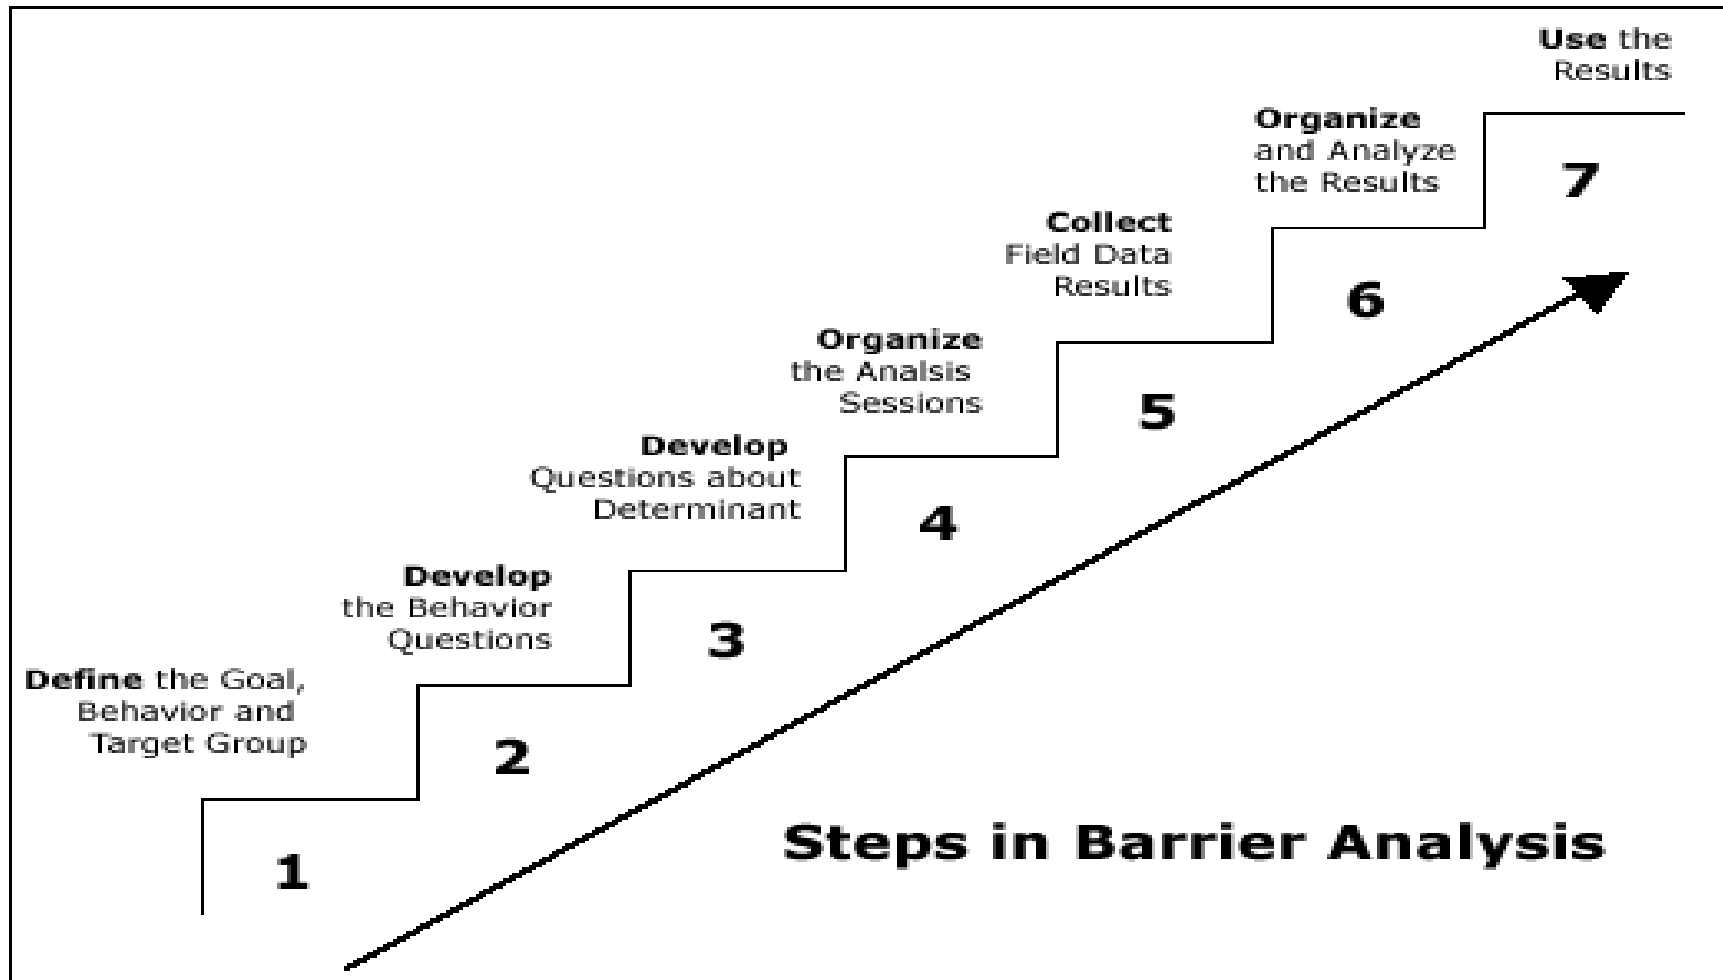 Use the
Results
Organize
and Analyze
the Results
7
Collect
Field Data
Results
6
Organize
the Analsis
Sessions
5
Develop
Questions about
Determinant
4
Develop
the Behavior
Questions
3
Define the Goal,
Behavior and
Target Group
2
Steps in Barrier Analysis
1